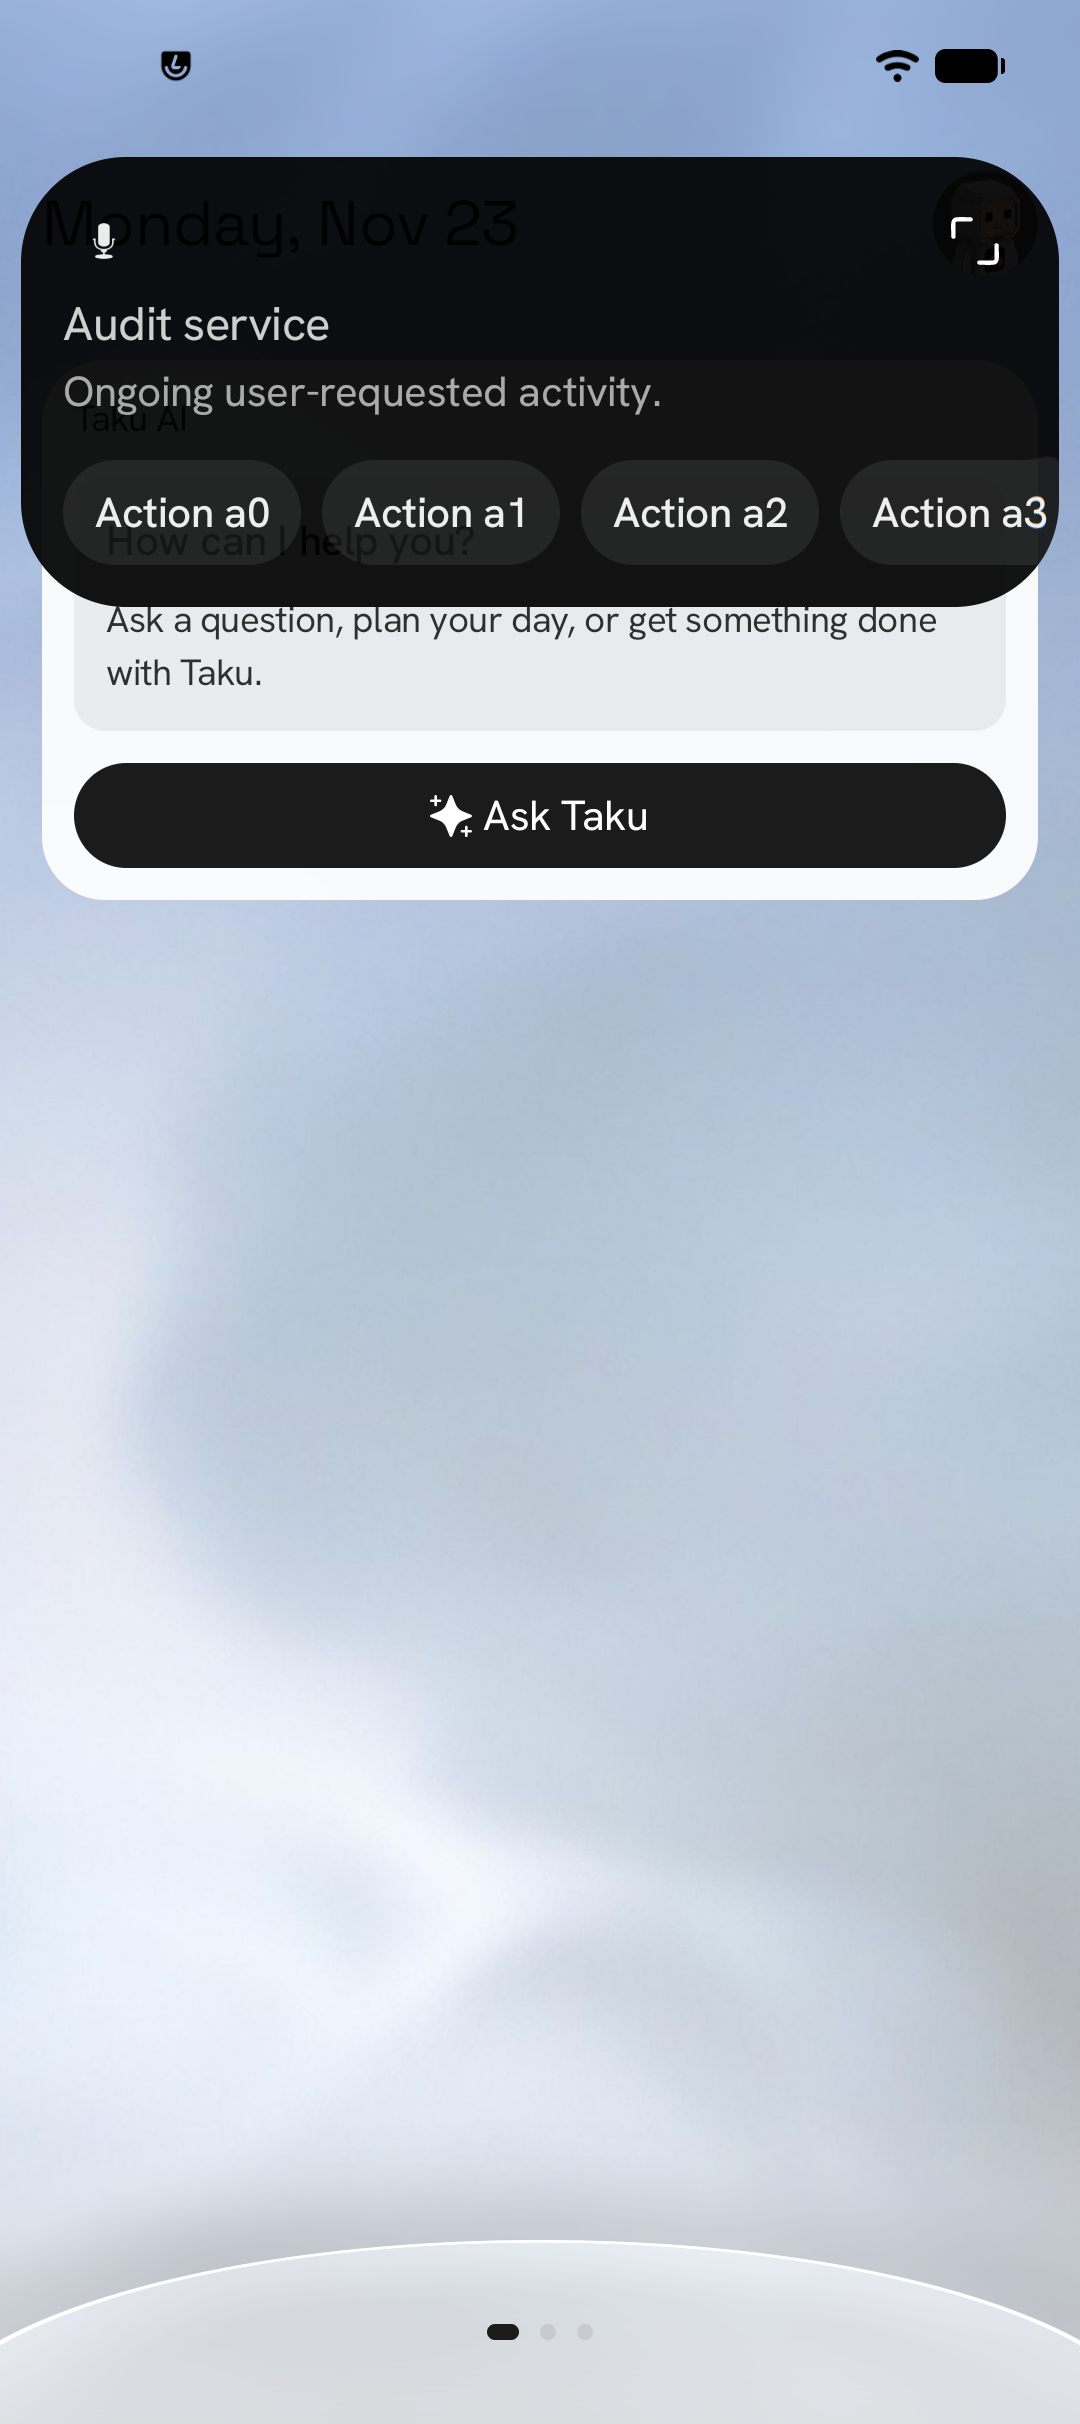 Monday, Nov 23
Audit service
Ongoing user-requested activity.
Taku AI
Action a0
Action a1
Action a2
Action a3
How can I help you?
Ask a question, plan your day, or get something done
with Taku.
Ask Taku